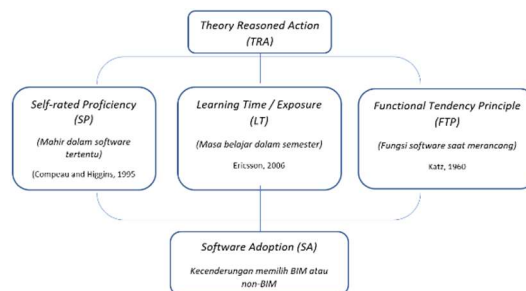 Theory Reasoned Action
(TRA)
Self-rated Proficiency
(SP)
(Mahir dalam software
tertentu)
(Compeau and Higgins, 1995
Learning Time / Exposure
(LT)
(Masa belajar dalam semester)
Ericsson, 2006
Functional Tendency Principle
(FTP)
(Fungsi software saat merancang)
Katz, 1960
Software Adoption (SA)
Kecenderungan memilih BIM atau
non-BIM